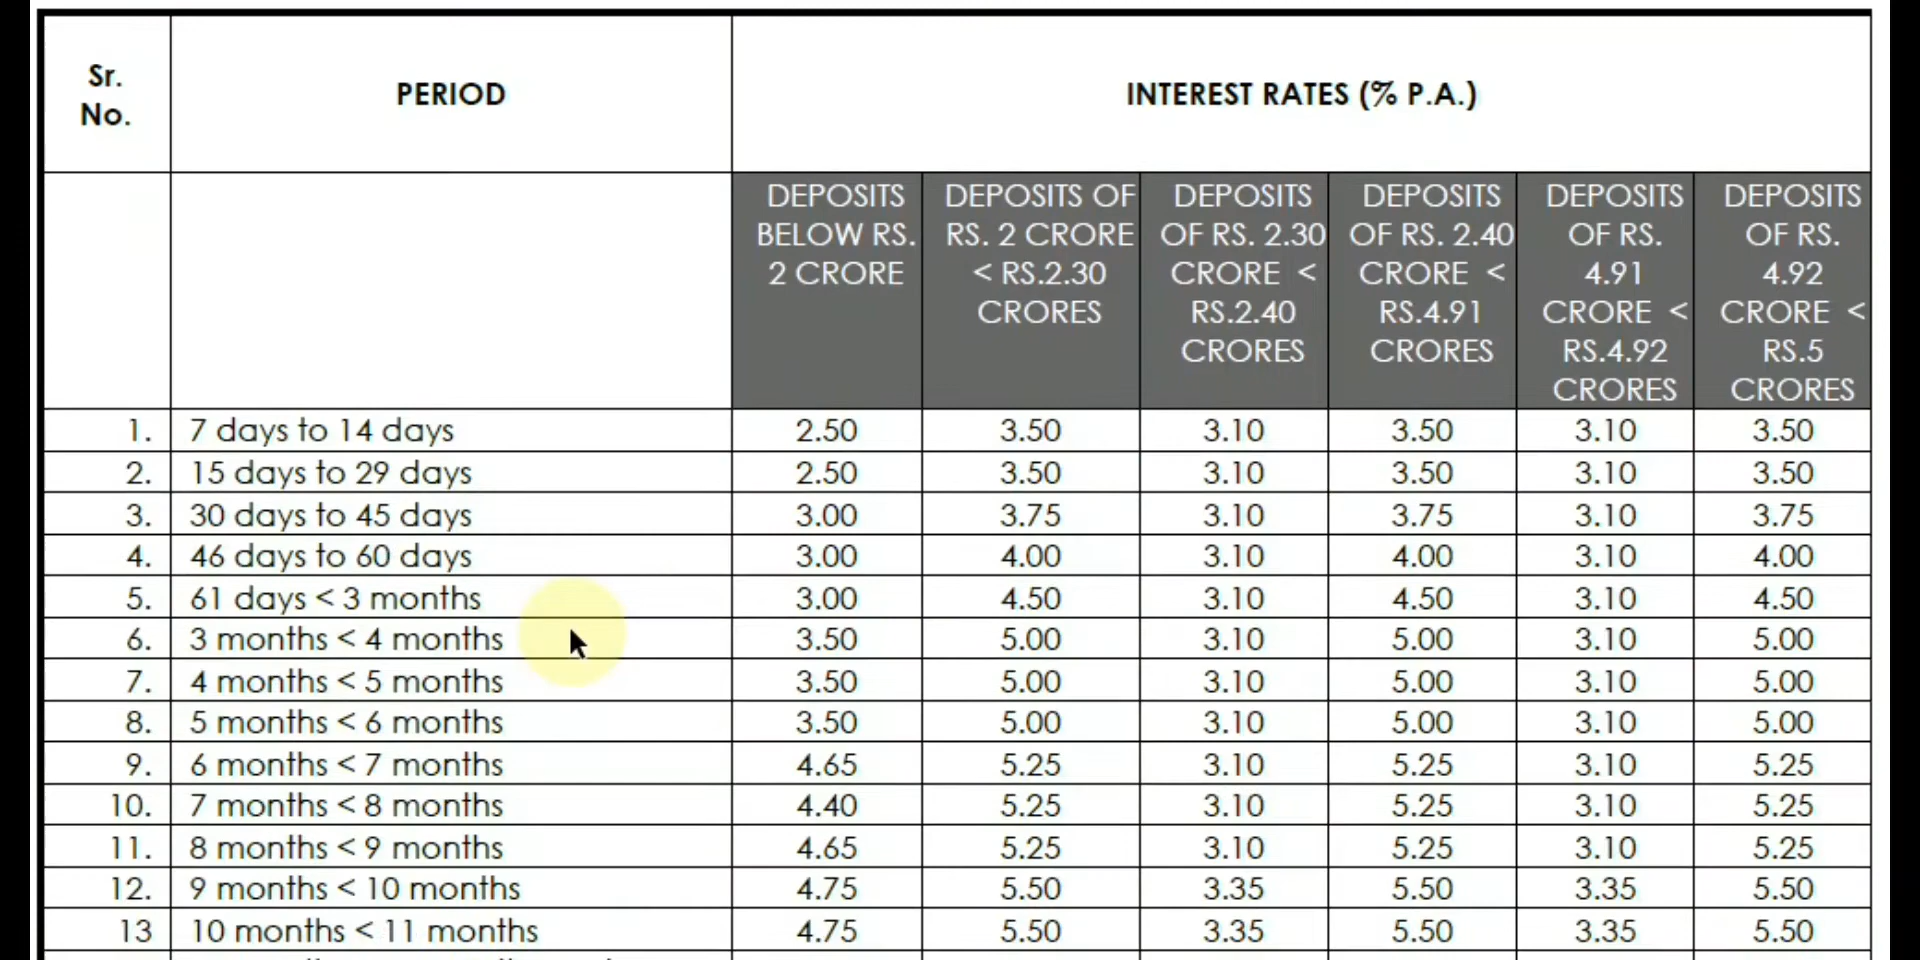 Sr. No. PERIOD INTEREST RATES (% P.A.)
DEPOSITS BELOW RS. 2 CRORE DEPOSITS OF RS. 2 CRORE < RS.2.30 CRORES DEPOSITS OF RS. 2.30 CRORE < RS.2.40 CRORES DEPOSITS OF RS. 2.40 CRORE < RS.4.91 CRORES DEPOSITS OF RS. 4.91 CRORE < RS.4.92 CRORES DEPOSITS OF RS. 4.92 CRORE < RS.5 CRORES
1. 7 days to 14 days 2.50 3.50 3.10 3.50 3.10 3.50
2. 15 days to 29 days 2.50 3.50 3.10 3.50 3.10 3.50
3. 30 days to 45 days 3.00 3.75 3.10 3.75 3.10 3.75
4. 46 days to 60 days 3.00 4.00 3.10 4.00 3.10 4.00
5. 61 days < 3 months 3.00 4.50 3.10 4.50 3.10 4.50
6. 3 months < 4 months 3.50 5.00 3.10 5.00 3.10 5.00
7. 4 months < 5 months 3.50 5.00 3.10 5.00 3.10 5.00
8. 5 months < 6 months 3.50 5.00 3.10 5.00 3.10 5.00
9. 6 months < 7 months 4.65 5.25 3.10 5.25 3.10 5.25
10. 7 months < 8 months 4.40 5.25 3.10 5.25 3.10 5.25
11. 8 months < 9 months 4.65 5.25 3.10 5.25 3.10 5.25
12. 9 months < 10 months 4.75 5.50 3.35 5.50 3.35 5.50
13 10 months < 11 months 4.75 5.50 3.35 5.50 3.35 5.50